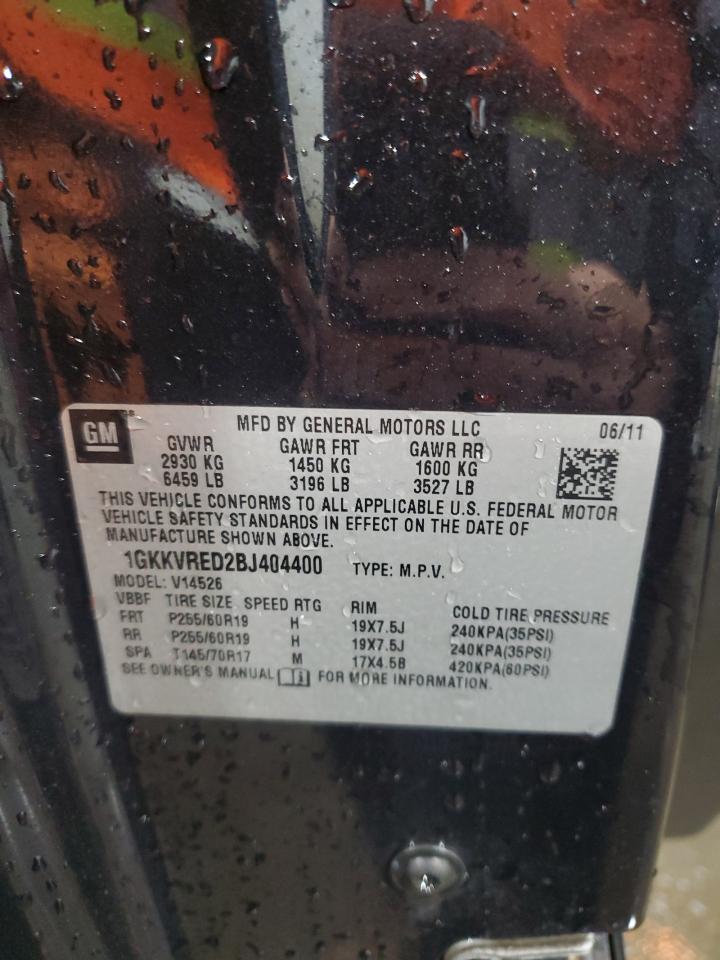 GM
MFD BY GENERAL MOTORS LLC 06/11
GVWR GAWR FRT GAWR RR
2930 KG 1450 KG 1600 KG
6459 LB 3196 LB 3527 LB
THIS VEHICLE CONFORMS TO ALL APPLICABLE U.S. FEDERAL MOTOR
VEHICLE SAFETY STANDARDS IN EFFECT ON THE DATE OF
MANUFACTURE SHOWN ABOVE.
1GKKVRED2BJ404400 TYPE: M.P.V.
MODEL: V14526
VBBF TIRE SIZE SPEED RTG RIM COLD TIRE PRESSURE
FRT P255/60R19 H 19X7.5J 240KPA(35PSI)
RR P255/60R19 H 19X7.5J 240KPA(35PSI)
SPA T145/70R17 M 17X4.5B 420KPA(60PSI)
SEE OWNER'S MANUAL FOR MORE INFORMATION.